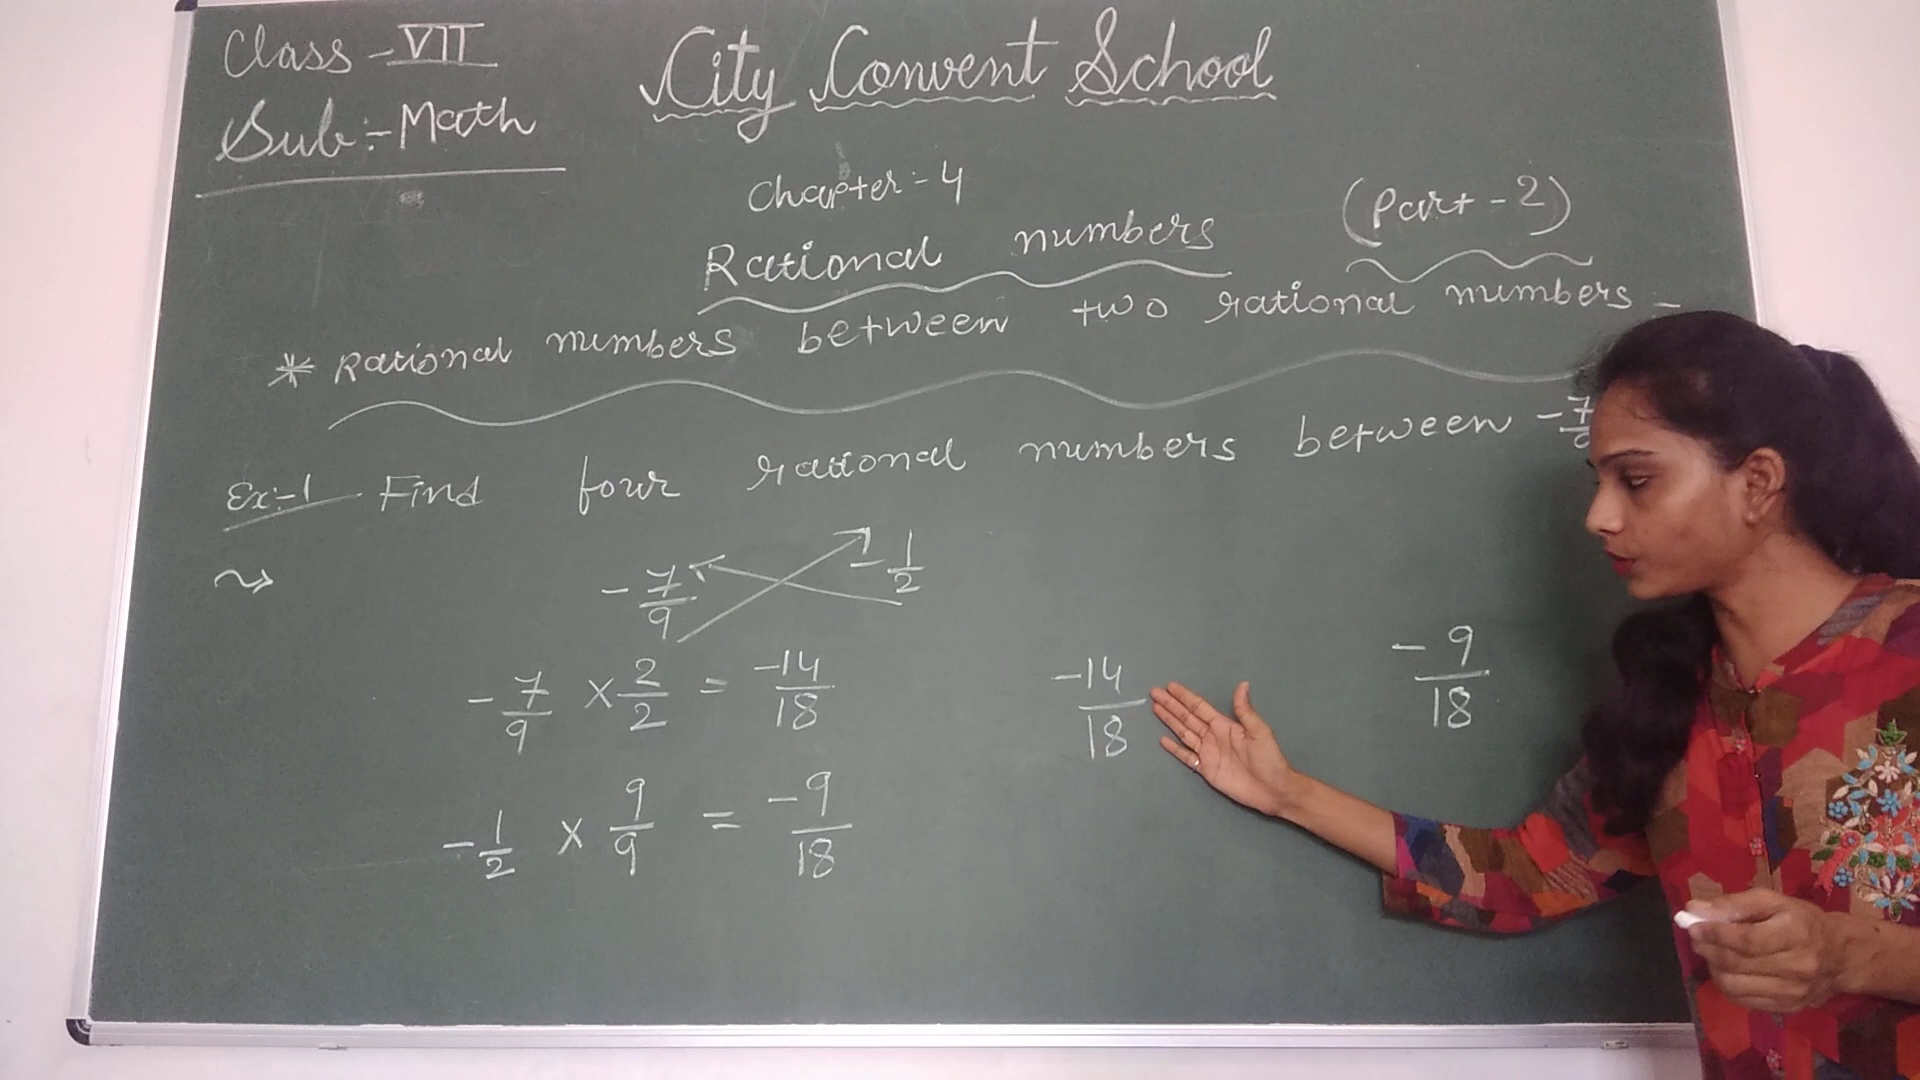 Class - VII
Sub:- Math
City Convent School
Chapter :- 4
Rational numbers (Part - 2)
* Rational numbers between two rational numbers -
Ex:-1 Find four rational numbers between -7/9
-7/9 -1/2
-7/9 × 2/2 = -14/18 -14/18 -9/18
-1/2 × 9/9 = -9/18